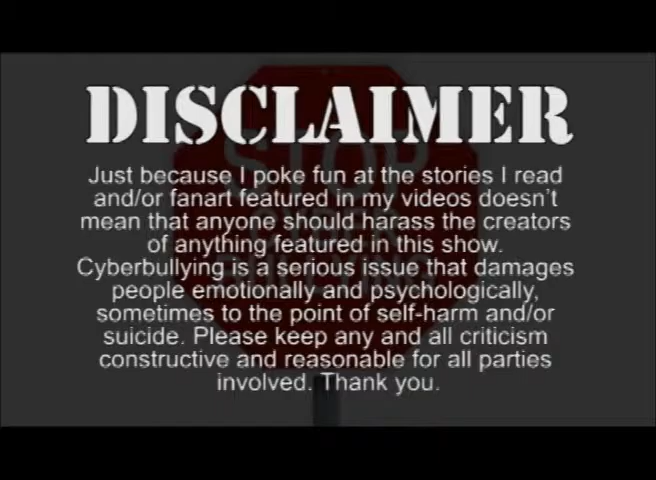 DISCLAIMER
Just because I poke fun at the stories I read
and/or fanart featured in my videos doesn't
mean that anyone should harass the creators
of anything featured in this show.
Cyberbullying is a serious issue that damages
people emotionally and psychologically,
sometimes to the point of self-harm and/or
suicide. Please keep any and all criticism
constructive and reasonable for all parties
involved. Thank you.
STOP